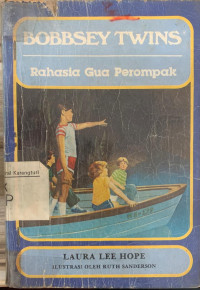 BOBBSEY TWINS
Rahasia Gua Perompak
LAURA LEE HOPE
ILUSTRASI OLEH RUTH SANDERSON